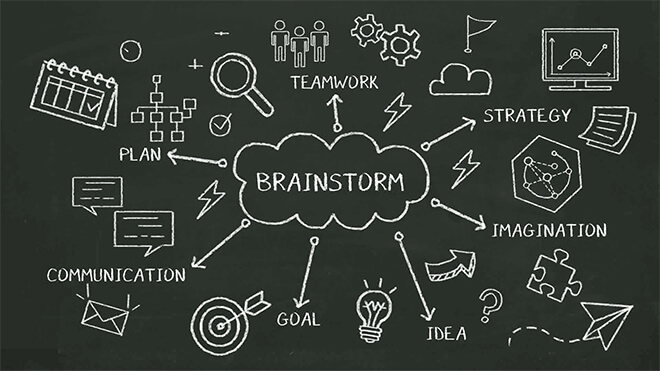 TEAMWORK
STRATEGY
PLAN
BRAINSTORM
IMAGINATION
COMMUNICATION
GOAL
IDEA
?